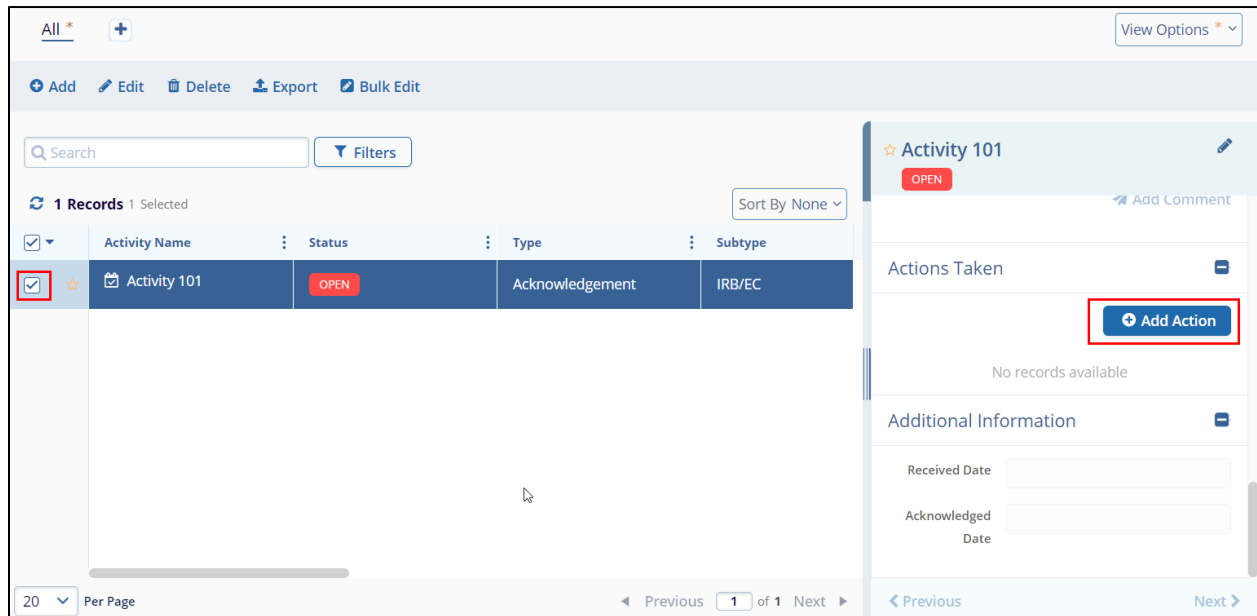 All *
View Options *
Add Edit Delete Export Bulk Edit
Search
Filters
1 Records 1 Selected
Sort By None
Activity Name Status Type Subtype
Activity 101 OPEN Acknowledgement IRB/EC
20 Per Page
Previous 1 of 1 Next
Activity 101
OPEN
Add Comment
Actions Taken
Add Action
No records available
Additional Information
Received Date
Acknowledged
Date
Previous Next